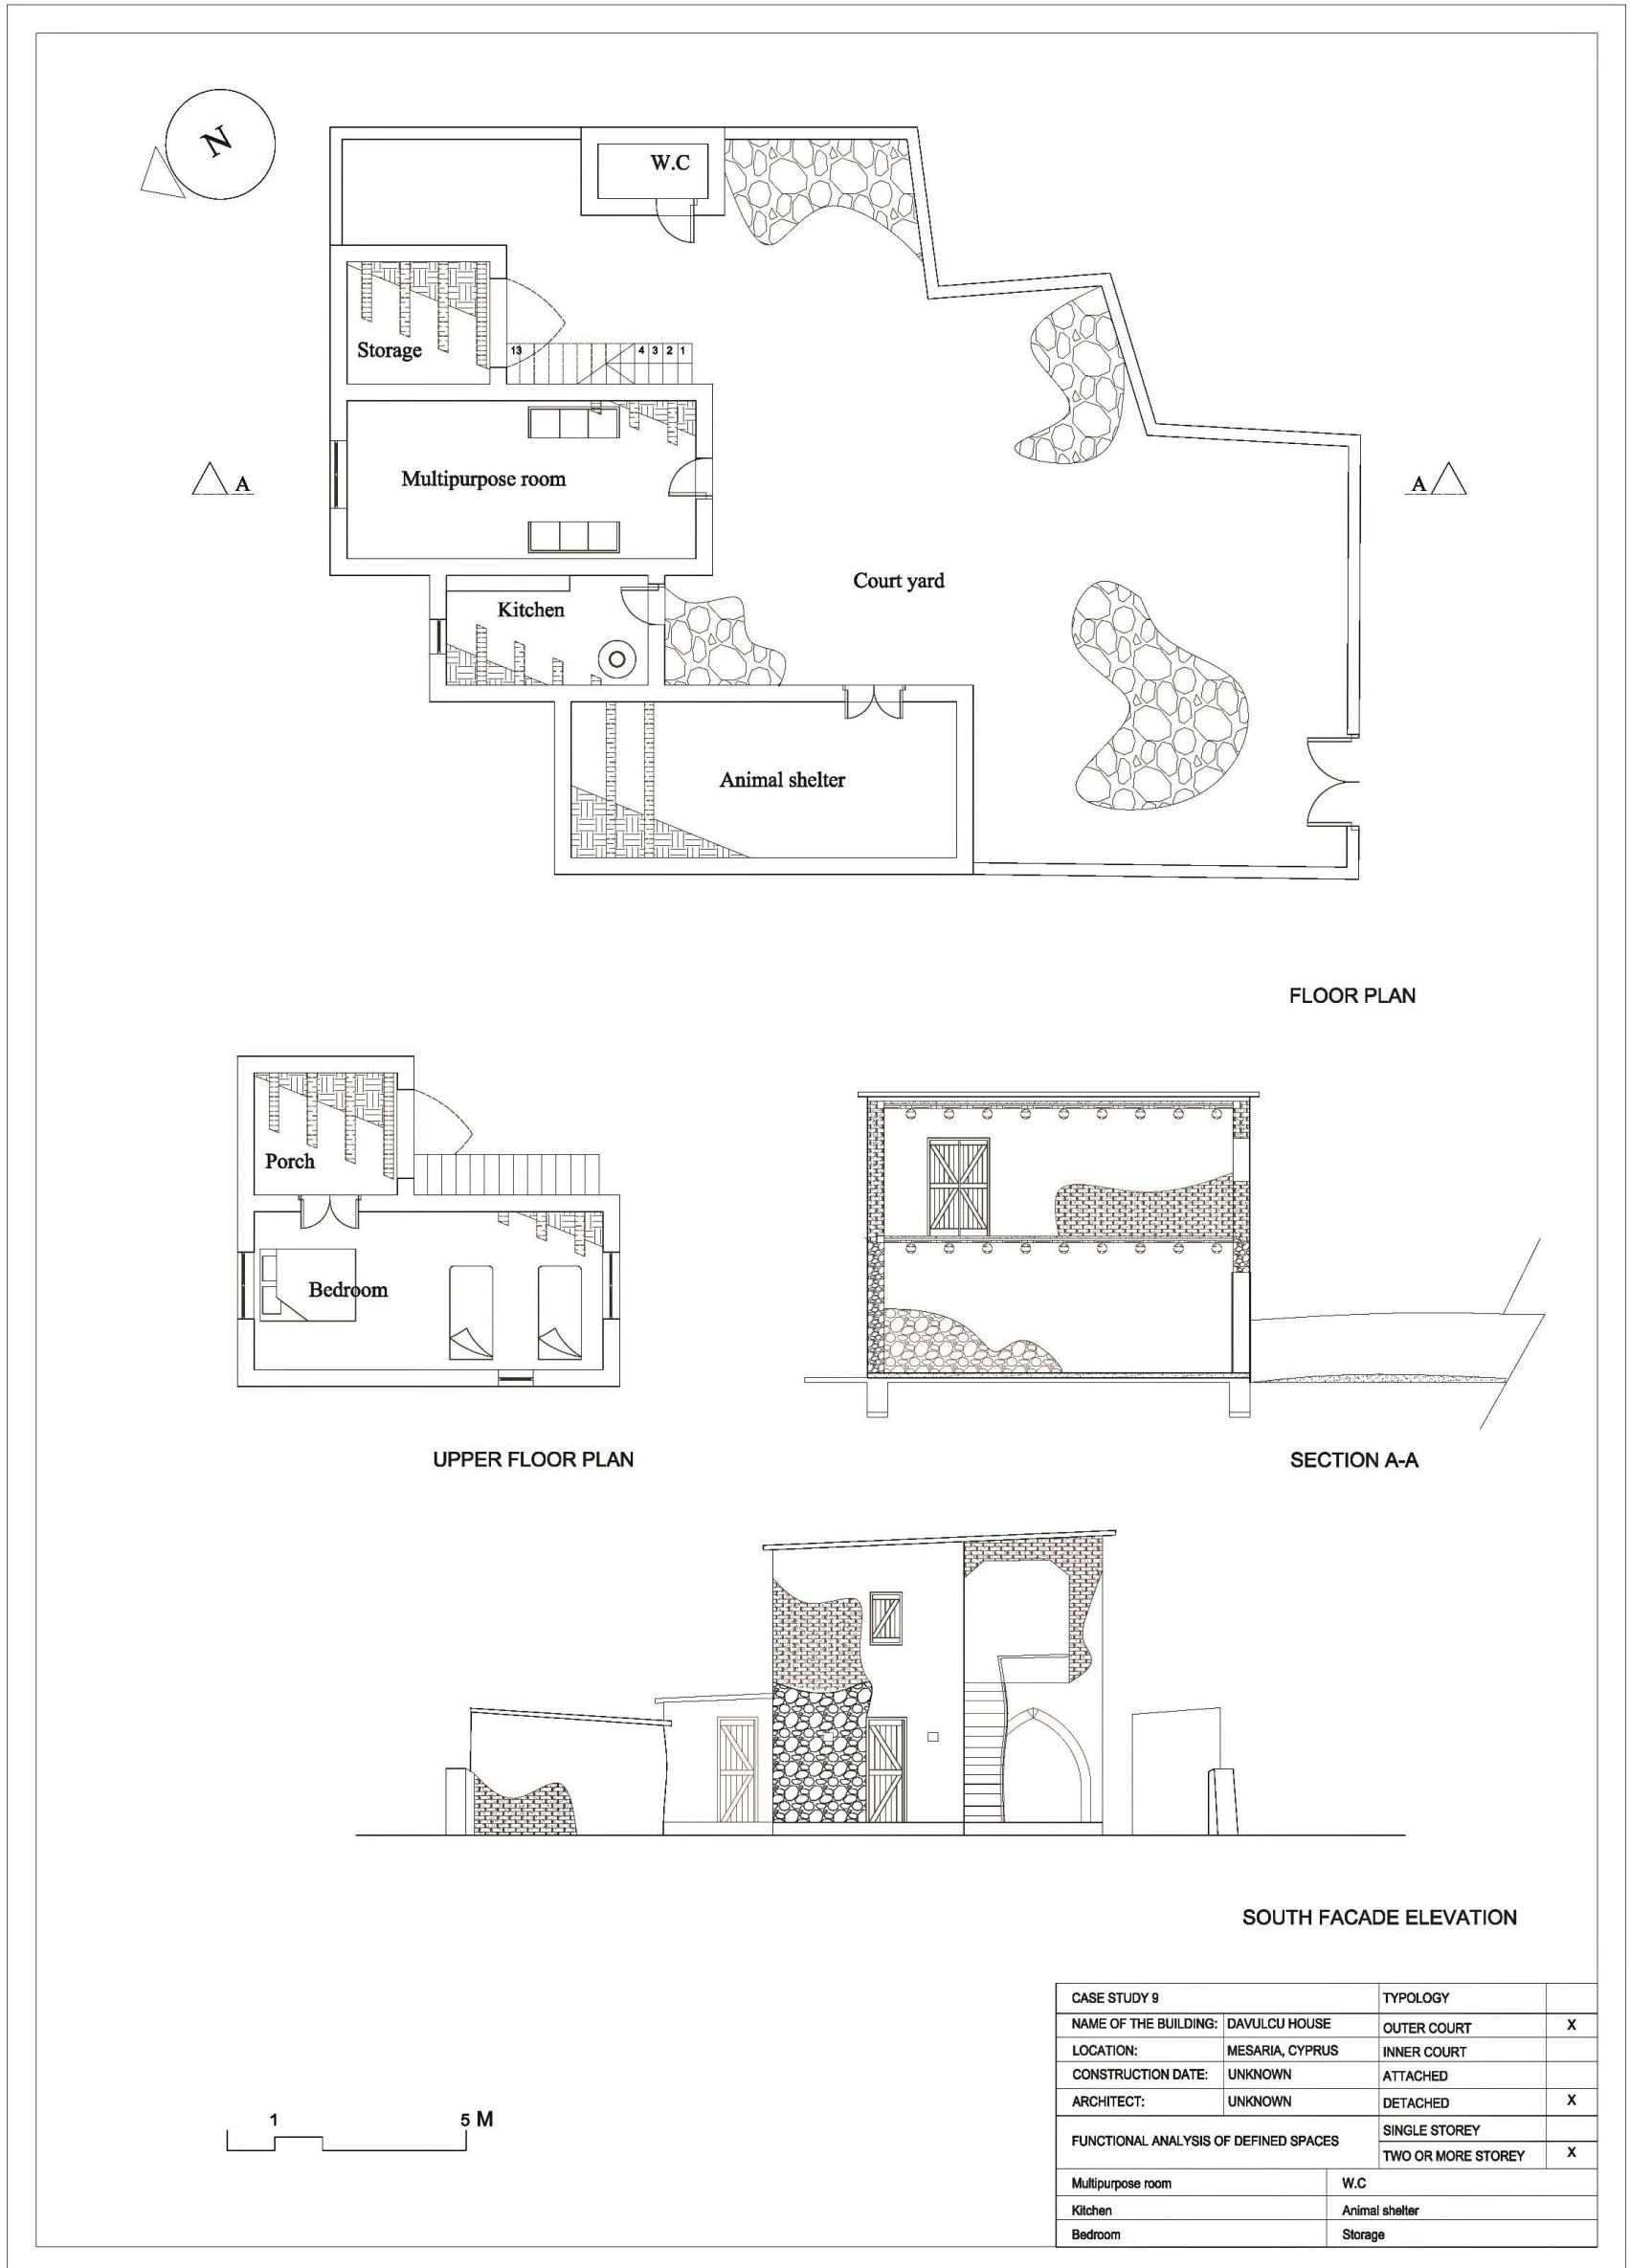 N
W.C
Storage
13 4 3 2 1
Multipurpose room
A
A
Court yard
Kitchen
Animal shelter
FLOOR PLAN
Porch
Bedroom
UPPER FLOOR PLAN
SECTION A-A
SOUTH FACADE ELEVATION
1 5 M
CASE STUDY 9 TYPOLOGY
NAME OF THE BUILDING: DAVULCU HOUSE OUTER COURT X
LOCATION: MESARIA, CYPRUS INNER COURT
CONSTRUCTION DATE: UNKNOWN ATTACHED
ARCHITECT: UNKNOWN DETACHED X
FUNCTIONAL ANALYSIS OF DEFINED SPACES
SINGLE STOREY
TWO OR MORE STOREY X
Multipurpose room W.C
Kitchen Animal shelter
Bedroom Storage